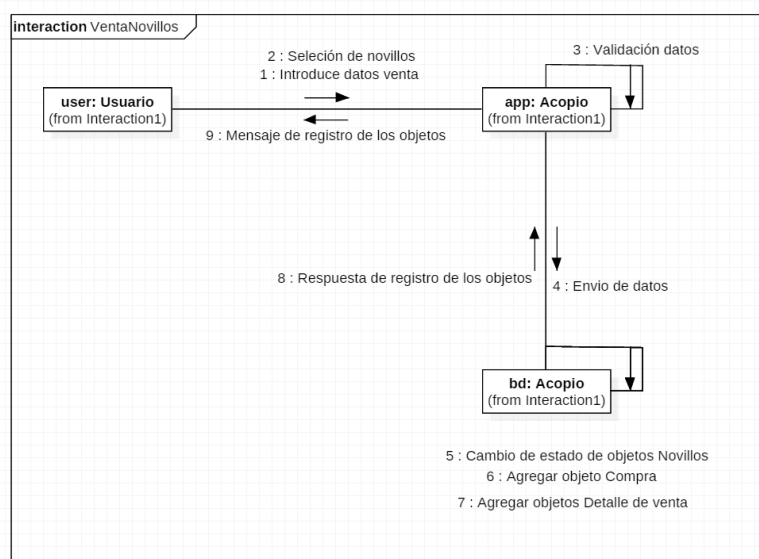 interaction VentaNovillos
2 : Seleción de novillos
1 : Introduce datos venta
3 : Validación datos
user: Usuario
(from Interaction1)
app: Acopio
(from Interaction1)
9 : Mensaje de registro de los objetos
8 : Respuesta de registro de los objetos
4 : Envio de datos
bd: Acopio
(from Interaction1)
5 : Cambio de estado de objetos Novillos
6 : Agregar objeto Compra
7 : Agregar objetos Detalle de venta